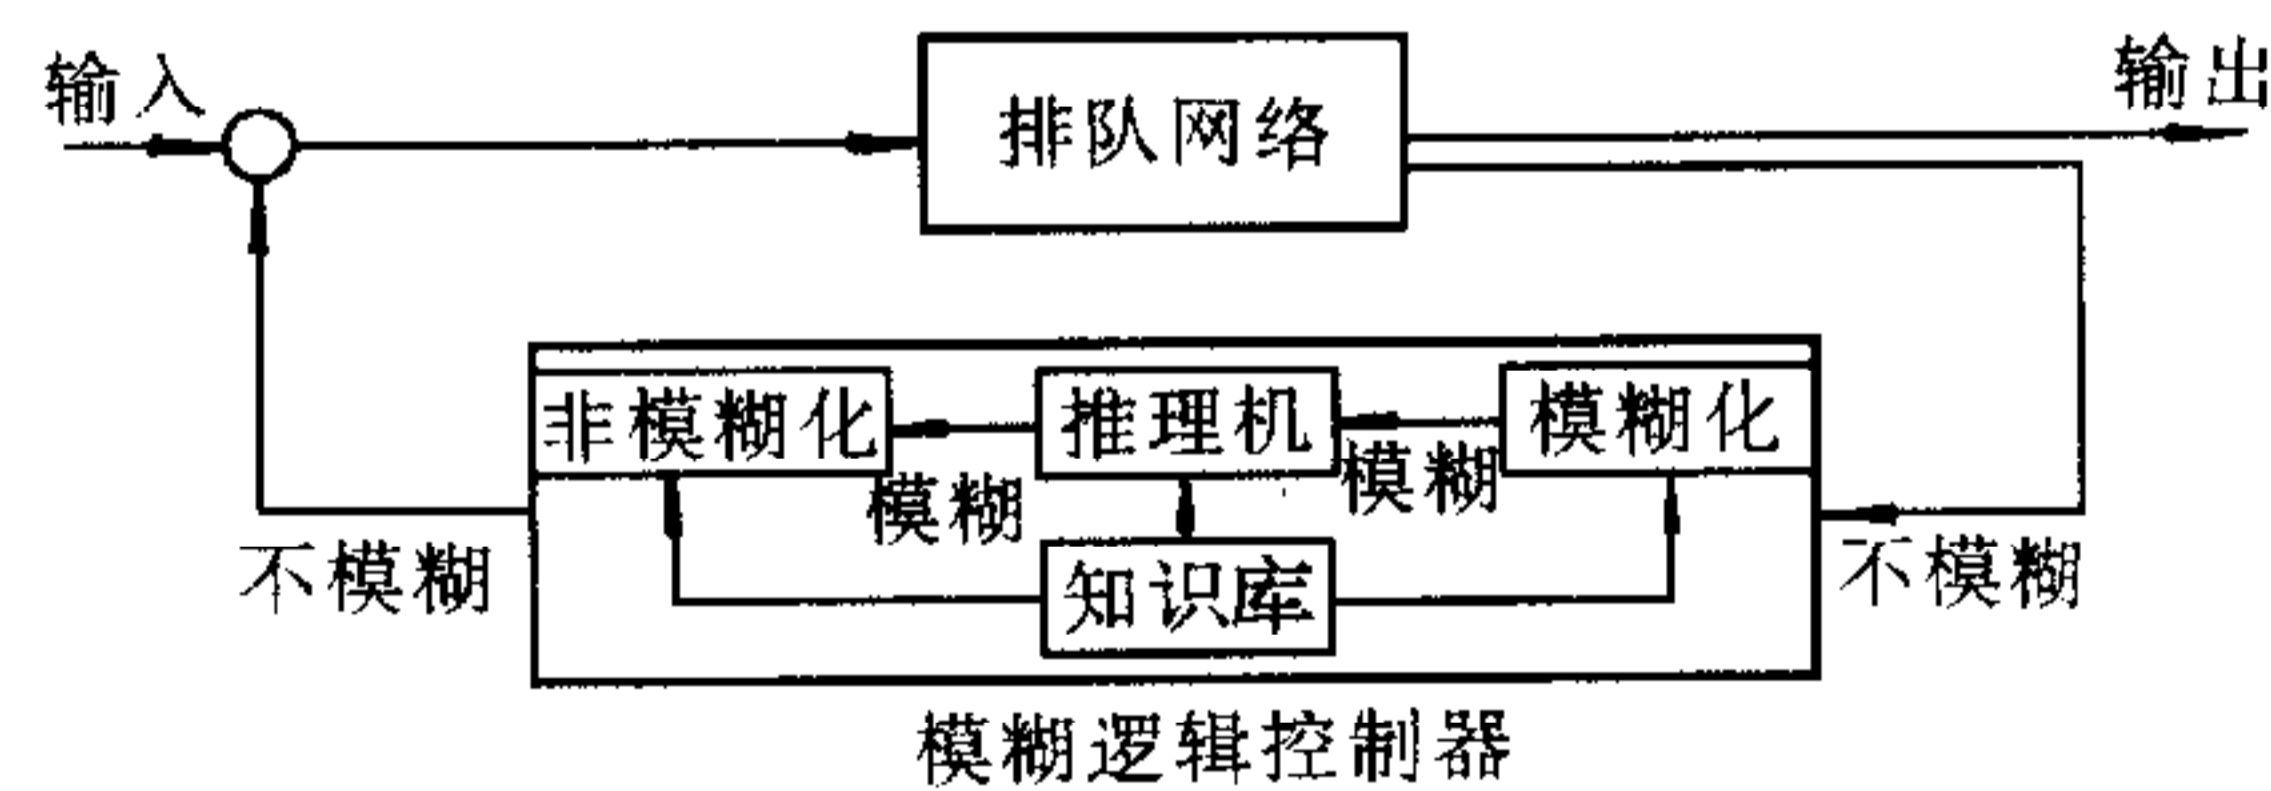 输入
输出
排队网络
非模糊化
推理机
模糊化
模糊
模糊
不模糊
知识库
不模糊
模糊逻辑控制器